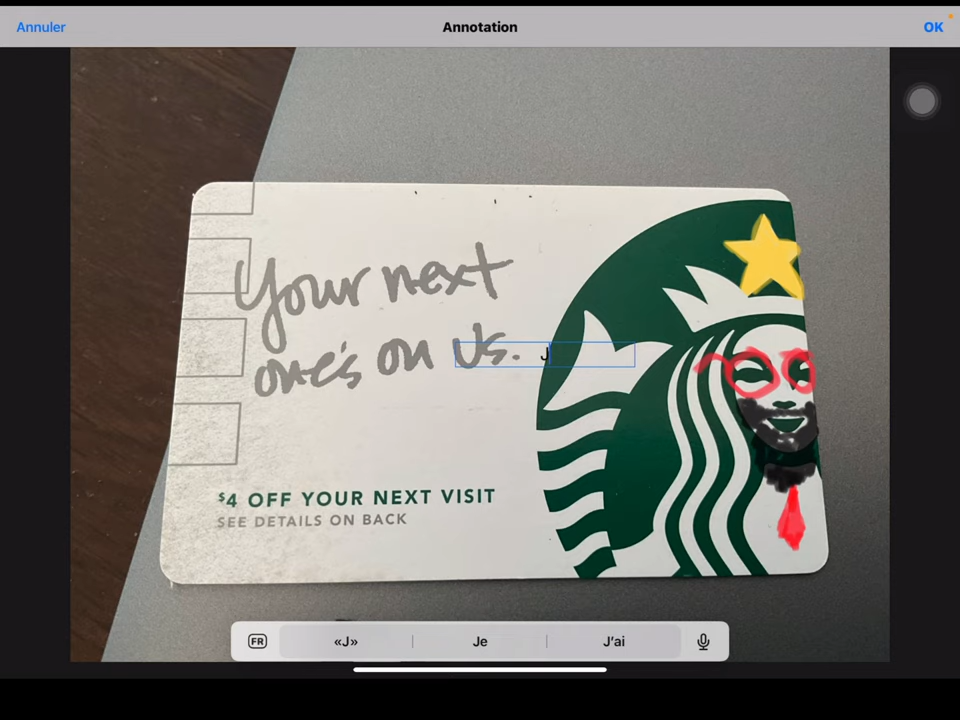 Annuler
Annotation
OK
Your next
one's on us.
J
$4 OFF YOUR NEXT VISIT
SEE DETAILS ON BACK
FR
«J»
Je
J'ai